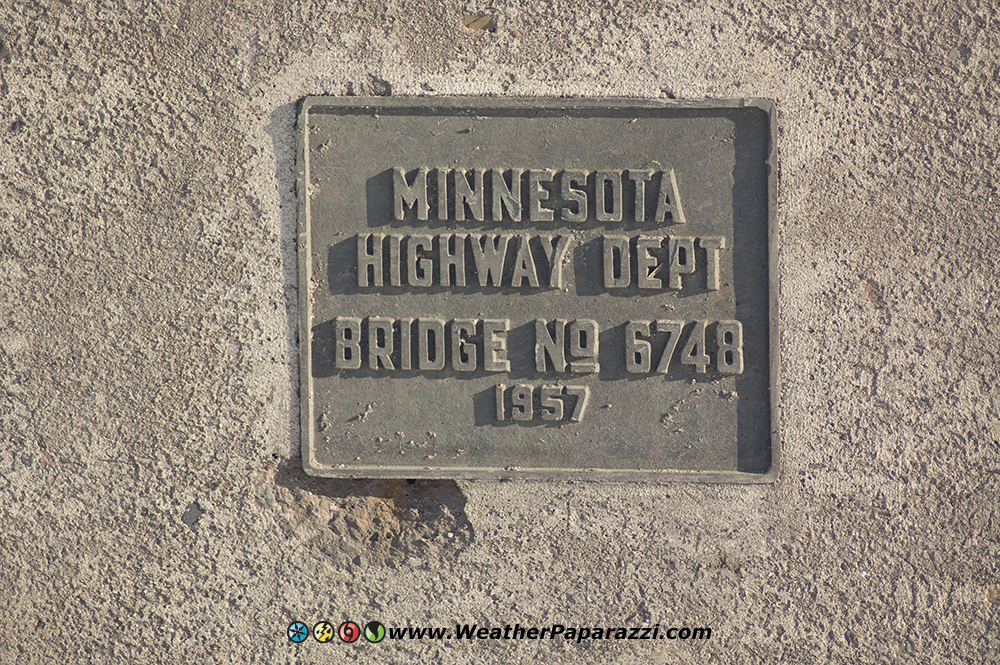 MINNESOTA
HIGHWAY DEPT
BRIDGE No 6748
1957
www.WeatherPaparazzi.com